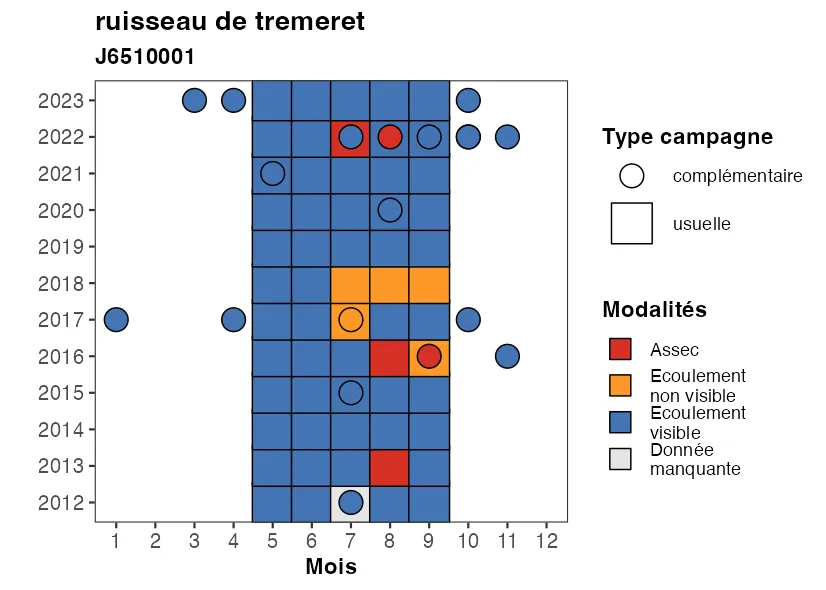 ruisseau de tremeret
J6510001
2023
2022
2021
2020
2019
2018
2017
2016
2015
2014
2013
2012
1 2 3 4 5 6 7 8 9 10 11 12
Mois
Type campagne
complémentaire
usuelle
Modalités
Assec
Ecoulement
non visible
Ecoulement
visible
Donnée
manquante